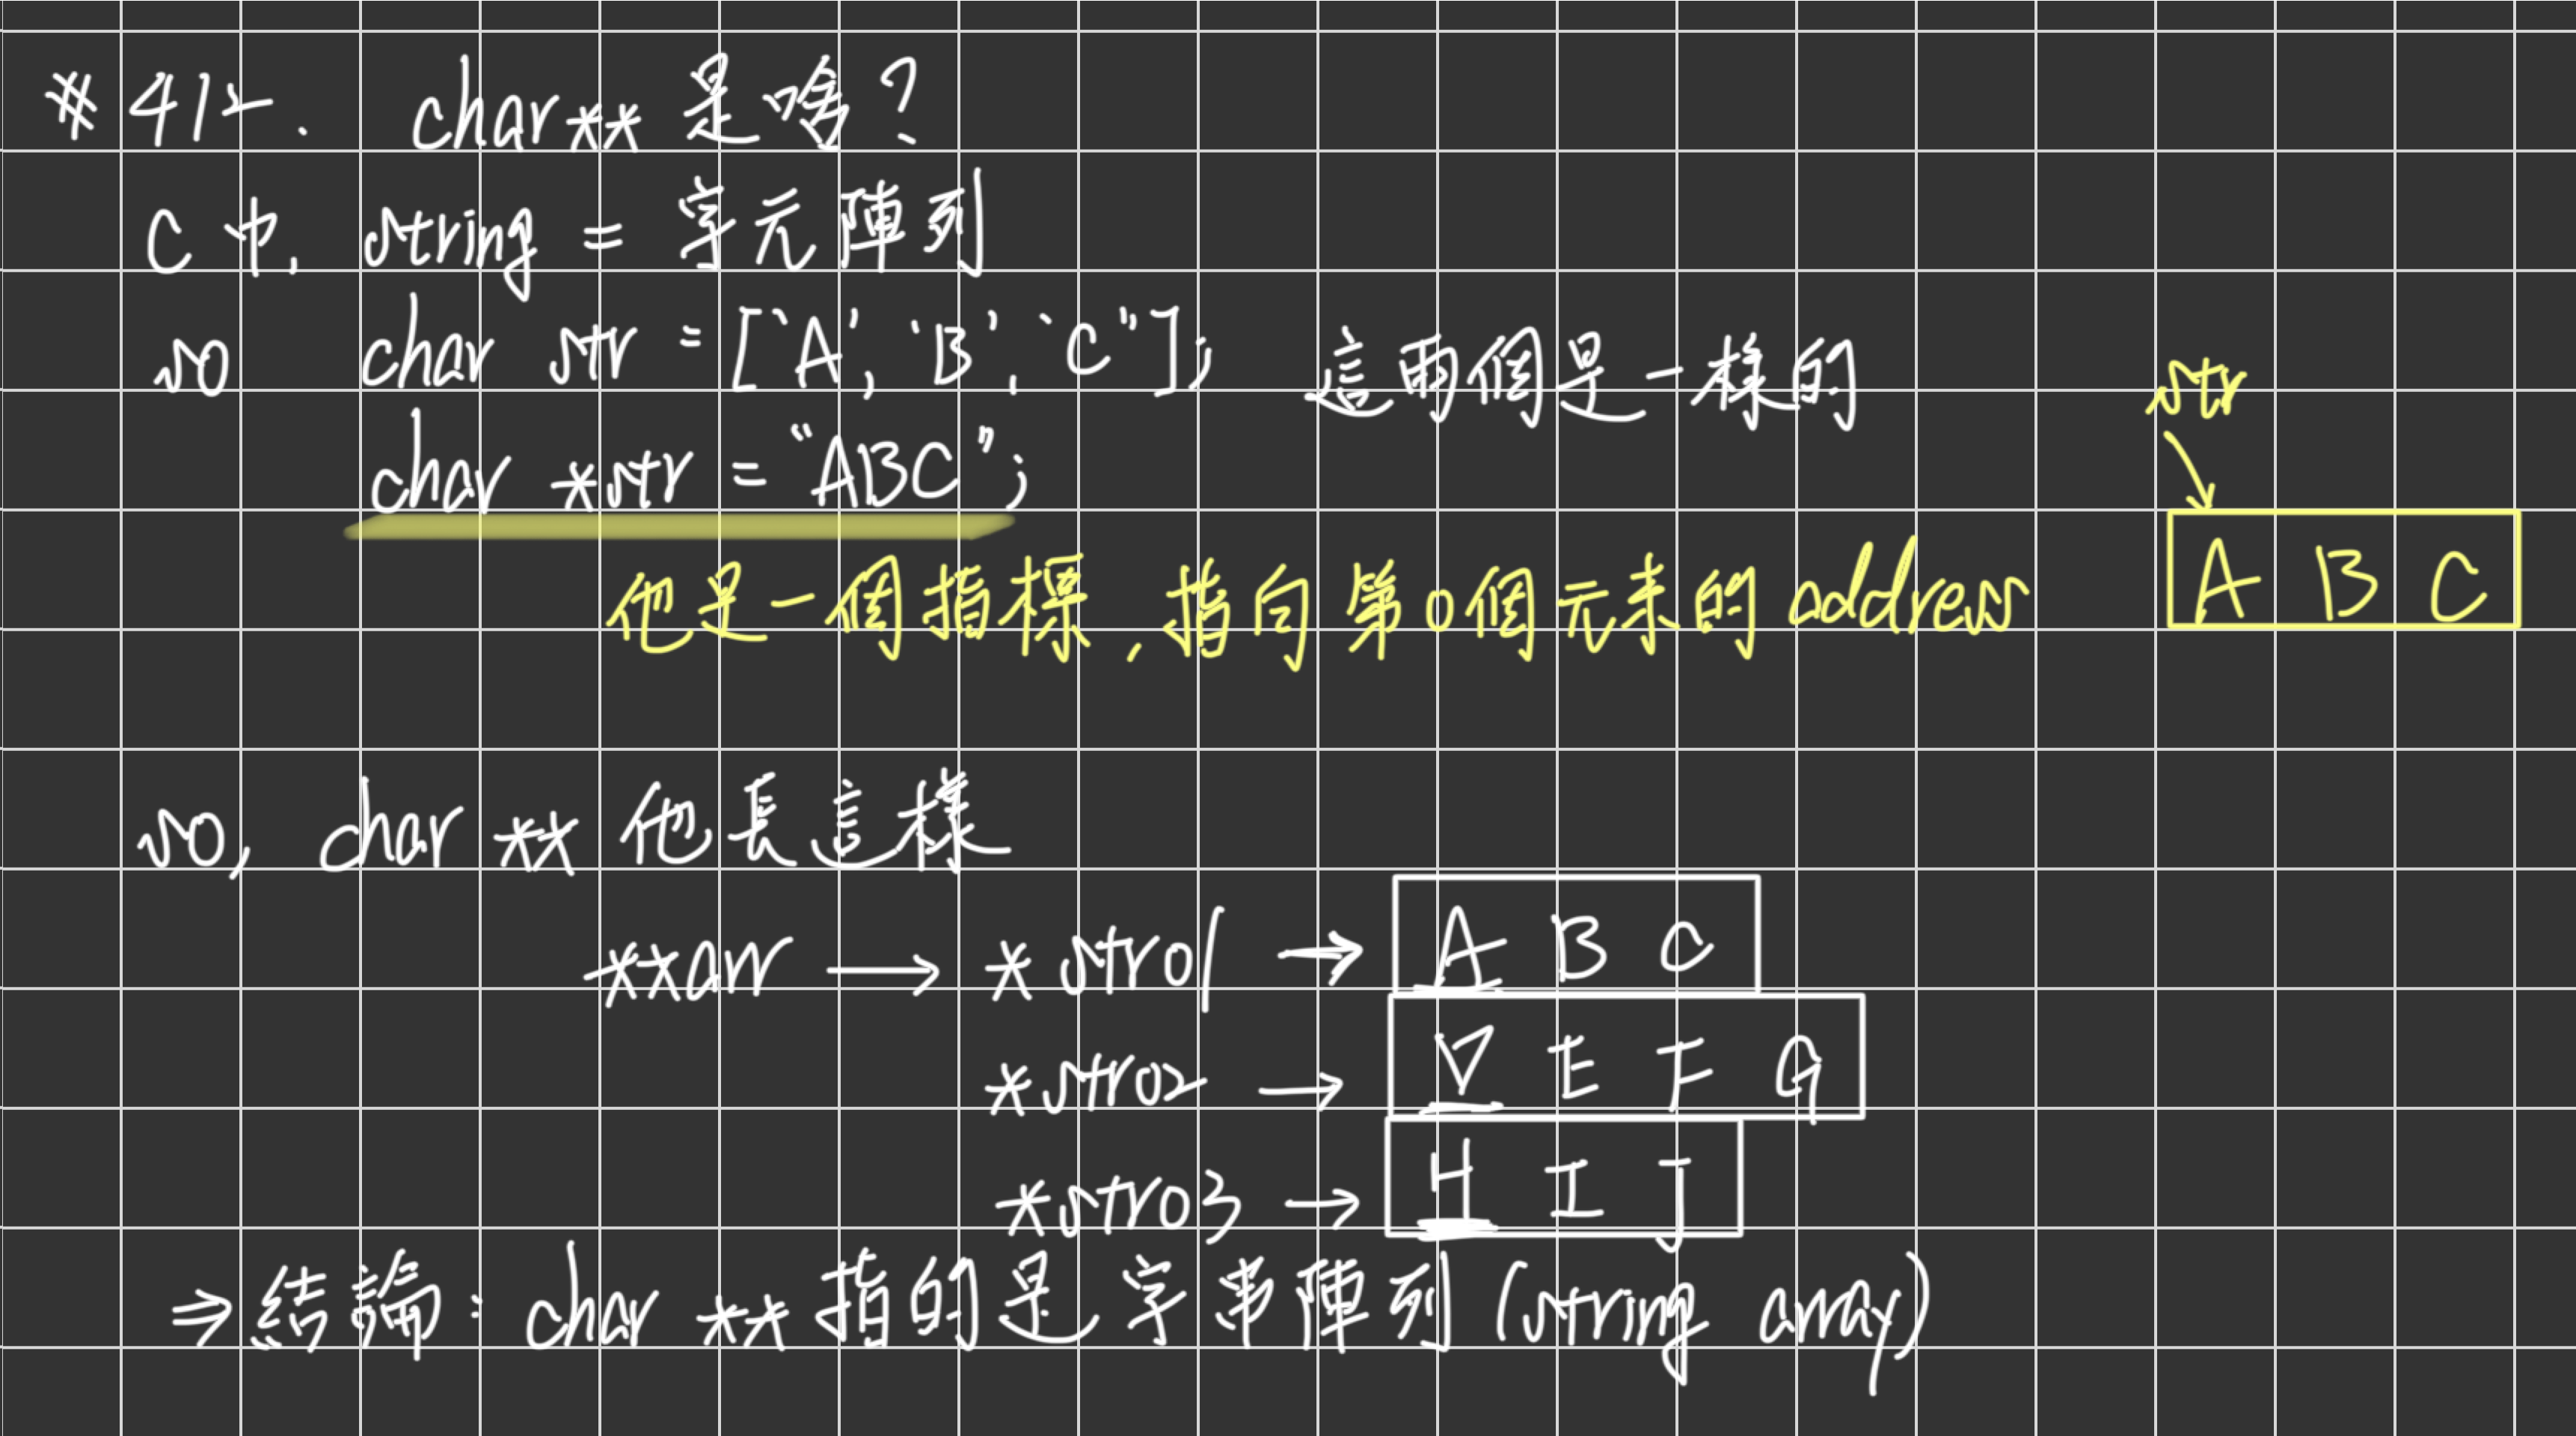 # 412. char** 是啥?
C 中, string = 字元陣列
so char str = ['A', 'B', 'C"]; 這兩個是一樣的
str
char *str = "ABC";
他是一個指標, 指向第0個元素的 address
A B C
so, char ** 他長這樣
**arr → *str01 → A B C
*str02 → D E F G
*str03 → H I J
⇒ 結論: char ** 指的是字串陣列 (string array)